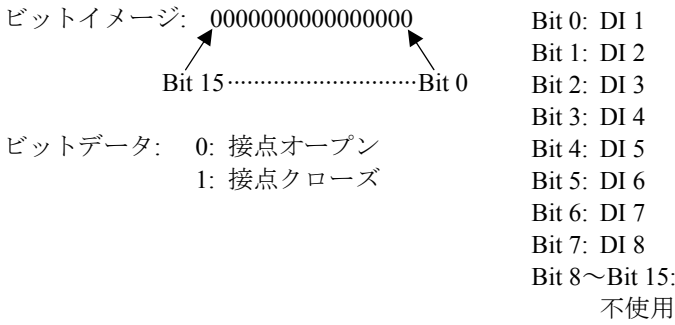 ビットイメージ: 0000000000000000
Bit 15····························Bit 0
ビットデータ: 0: 接点オープン
1: 接点クローズ
Bit 0: DI 1
Bit 1: DI 2
Bit 2: DI 3
Bit 3: DI 4
Bit 4: DI 5
Bit 5: DI 6
Bit 6: DI 7
Bit 7: DI 8
Bit 8～Bit 15:
不使用